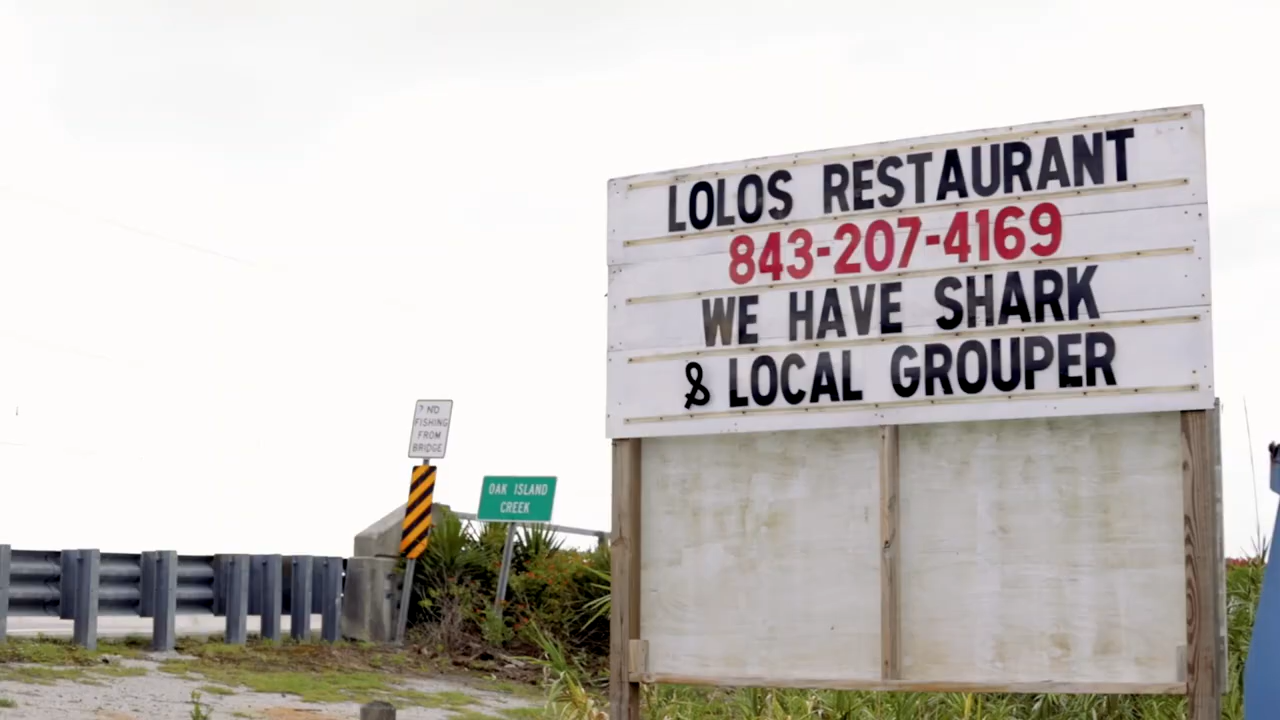 LOLOS RESTAURANT
843-207-4169
WE HAVE SHARK
& LOCAL GROUPER
NO
FISHING
FROM
BRIDGE
OAK ISLAND
CREEK